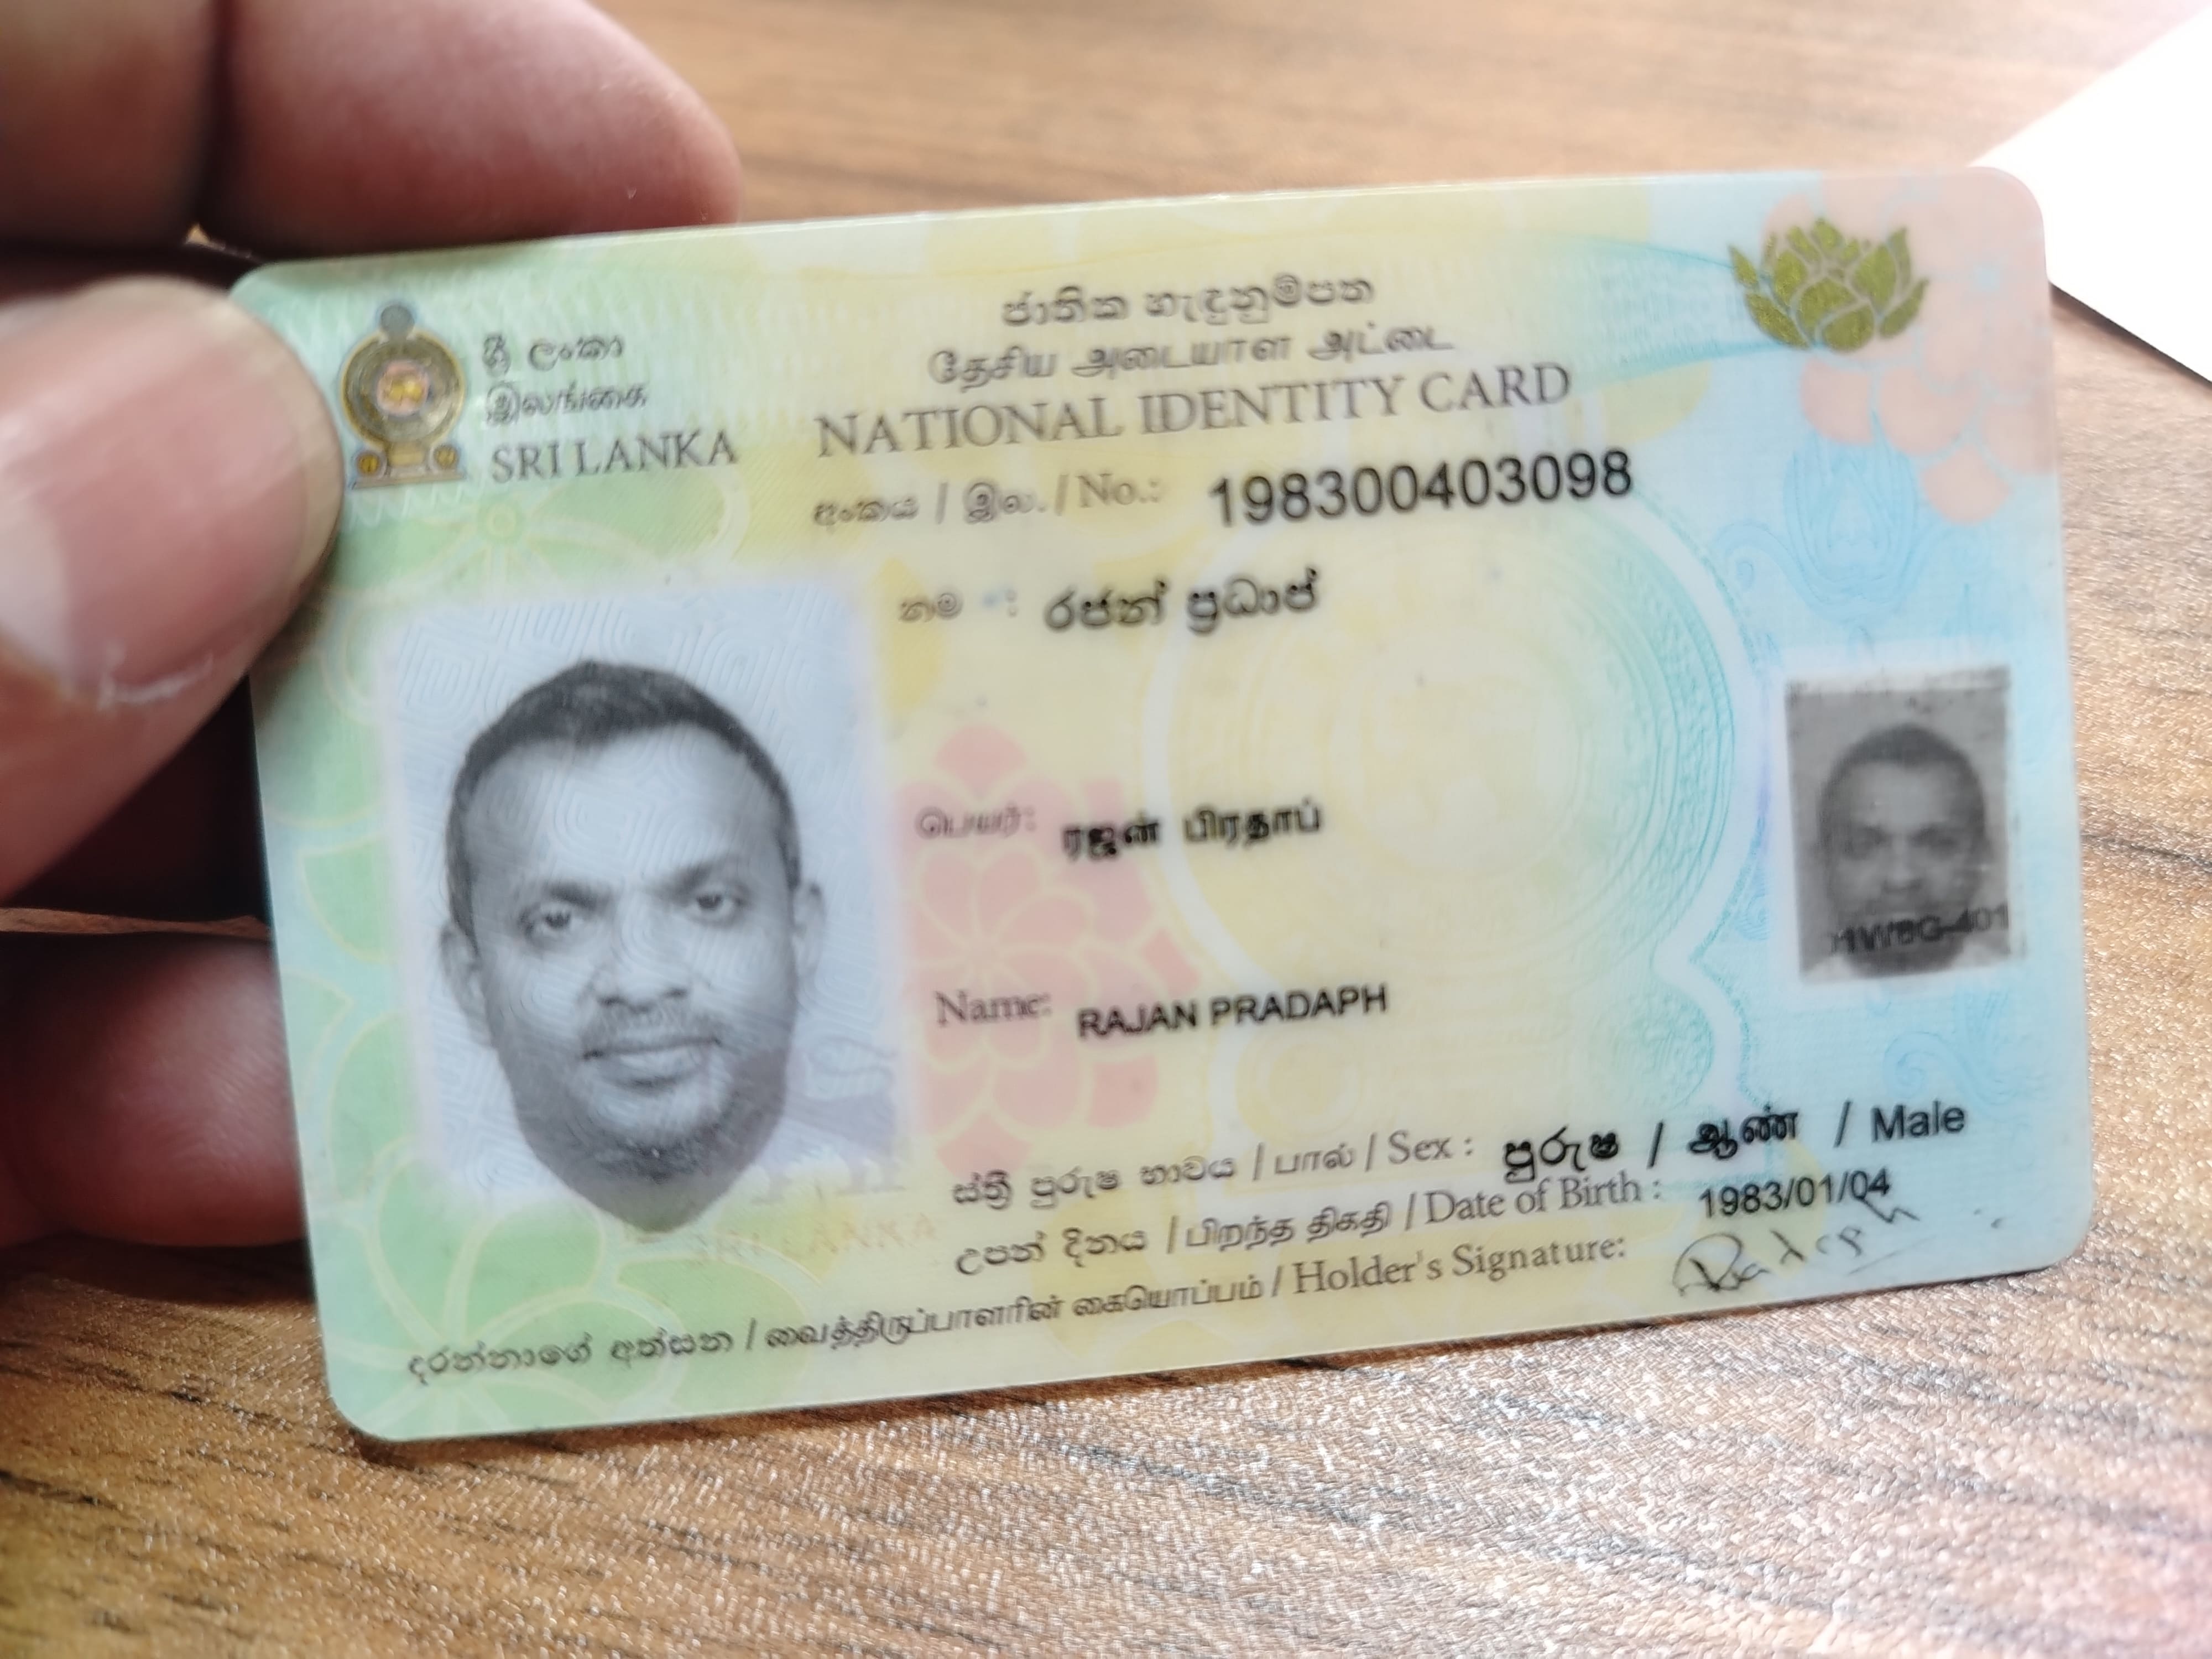 ශ්‍රී ලංකා
இலங்கை
SRI LANKA
ජාතික හැඳුනුම්පත
தேசிய அடையாள அட்டை
NATIONAL IDENTITY CARD
අංකය / இல. / No.: 198300403098
නම : රජන් ප්‍රධාප්
பெயர்: ரஜன் பிரதாப்
Name: RAJAN PRADAPH
ස්ත්‍රී පුරුෂ භාවය / பால் / Sex : පුරුෂ / ஆண் / Male
උපන් දිනය / பிறந்த திகதி / Date of Birth : 1983/01/04
දරන්නාගේ අත්සන / வைத்திருப்பாளரின் கையொப்பம் / Holder's Signature:
SRI LANKA